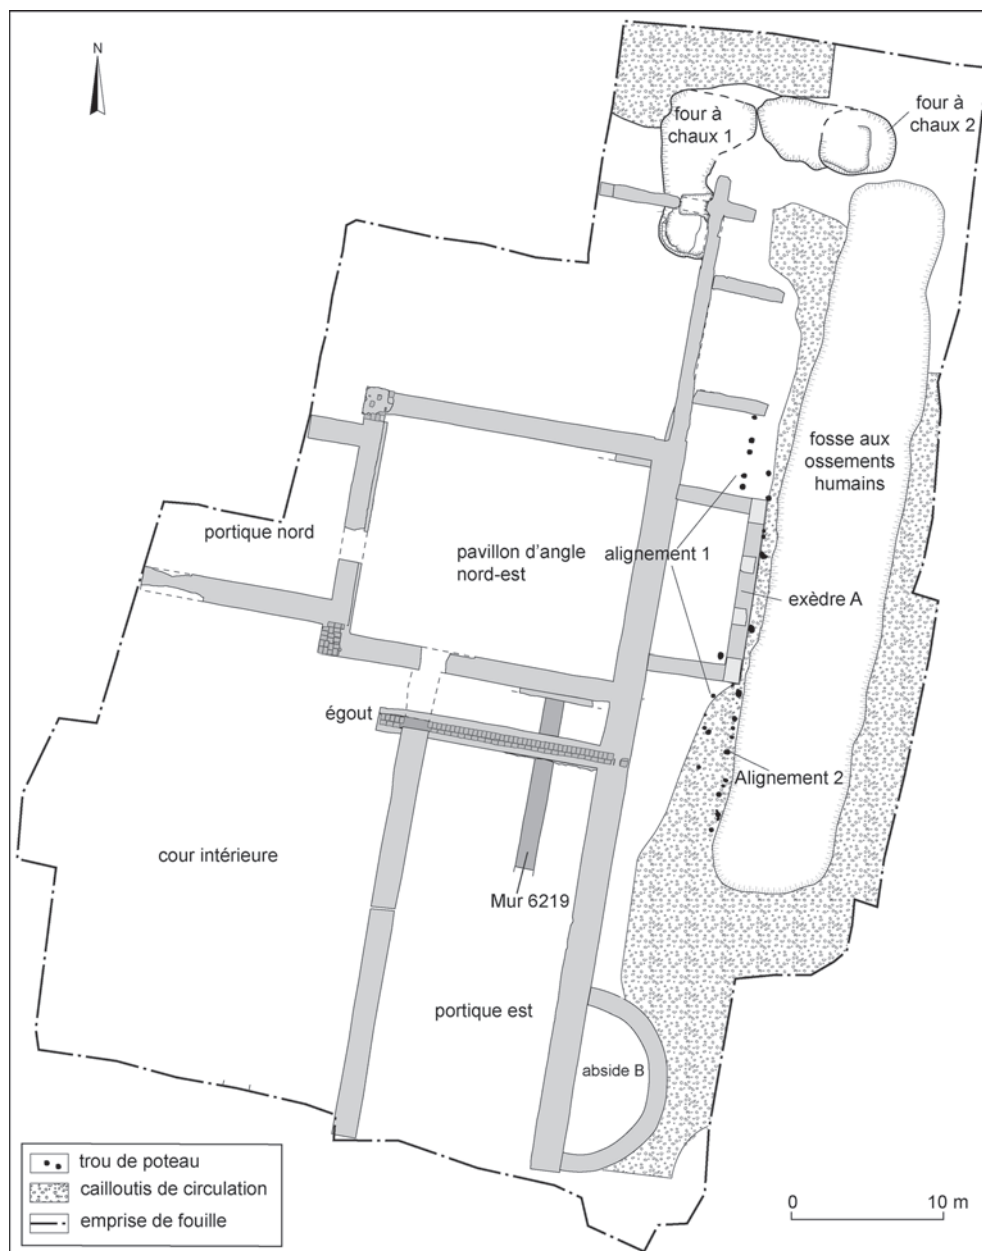 N
four à
chaux 1
four à
chaux 2
fosse aux
ossements
humains
portique nord
pavillon d'angle
nord-est
alignement 1
exèdre A
égout
Alignement 2
cour intérieure
Mur 6219
portique est
abside B
trou de poteau
cailloutis de circulation
emprise de fouille
0 10 m